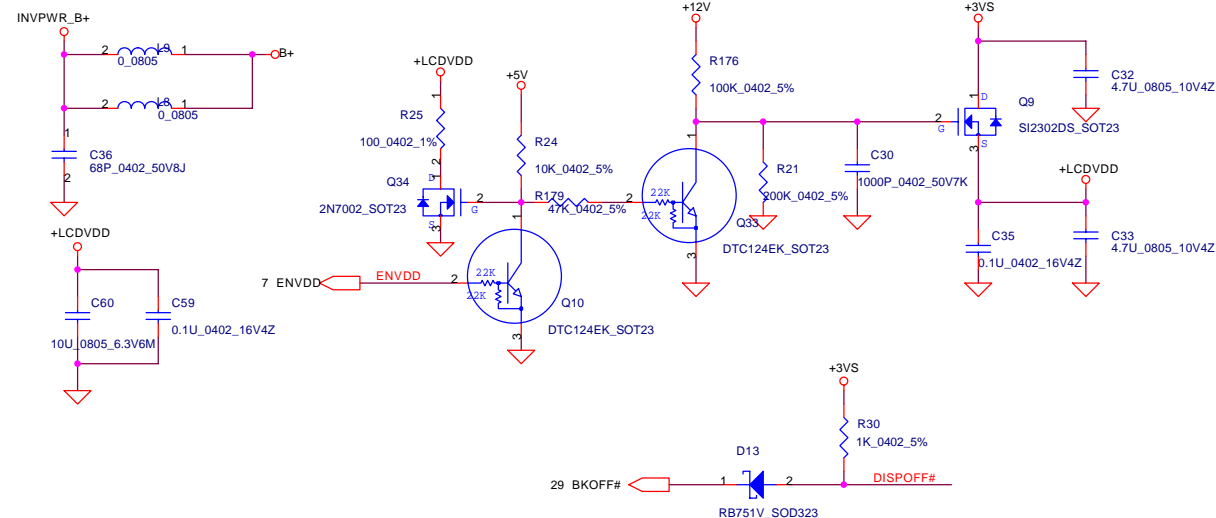 INVPWR_B+
+12V
+3VS
2 L9 1
0_0805
B+
2 L8 1
0_0805
+LCDVDD
+5V
R176
100K_0402_5%
C32
4.7U_0805_10V4Z
1
R25
100_0402_1%
2
R24
10K_0402_5%
1
D
Q9
2
G
SI2302DS_SOT23
S
3
1
C36
68P_0402_50V8J
2
Q34
1
D
2N7002_SOT23
2
G
S
3
R179
47K_0402_5%
1
2
22K
22K
Q33
DTC124EK_SOT23
3
R21
200K_0402_5%
C30
1000P_0402_50V7K
+LCDVDD
C35
0.1U_0402_16V4Z
C33
4.7U_0805_10V4Z
+LCDVDD
C60
10U_0805_6.3V6M
C59
0.1U_0402_16V4Z
7 ENVDD
ENVDD
1
2
22K
22K
Q10
DTC124EK_SOT23
3
+3VS
R30
1K_0402_5%
D13
29 BKOFF#
1
2
DISPOFF#
RB751V_SOD323